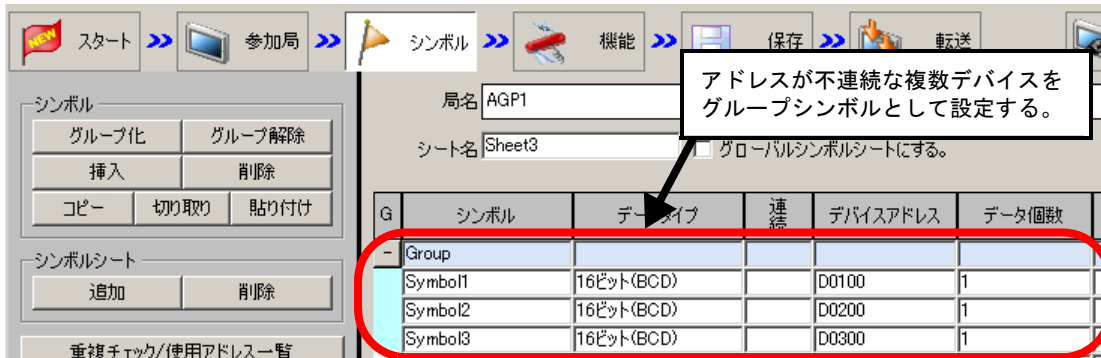 NEW スタート 参加局 シンボル 機能 保存 転送
アドレスが不連続な複数デバイスを
グループシンボルとして設定する。
シンボル
グループ化 グループ解除
挿入 削除
コピー 切り取り 貼り付け
シンボルシート
追加 削除
重複チェック/使用アドレス一覧
局名 AGP1
シート名 Sheet3 グローバルシンボルシートにする。
G シンボル データタイプ 連続 デバイスアドレス データ個数
- Group
Symbol1 16ビット(BCD) D0100 1
Symbol2 16ビット(BCD) D0200 1
Symbol3 16ビット(BCD) D0300 1